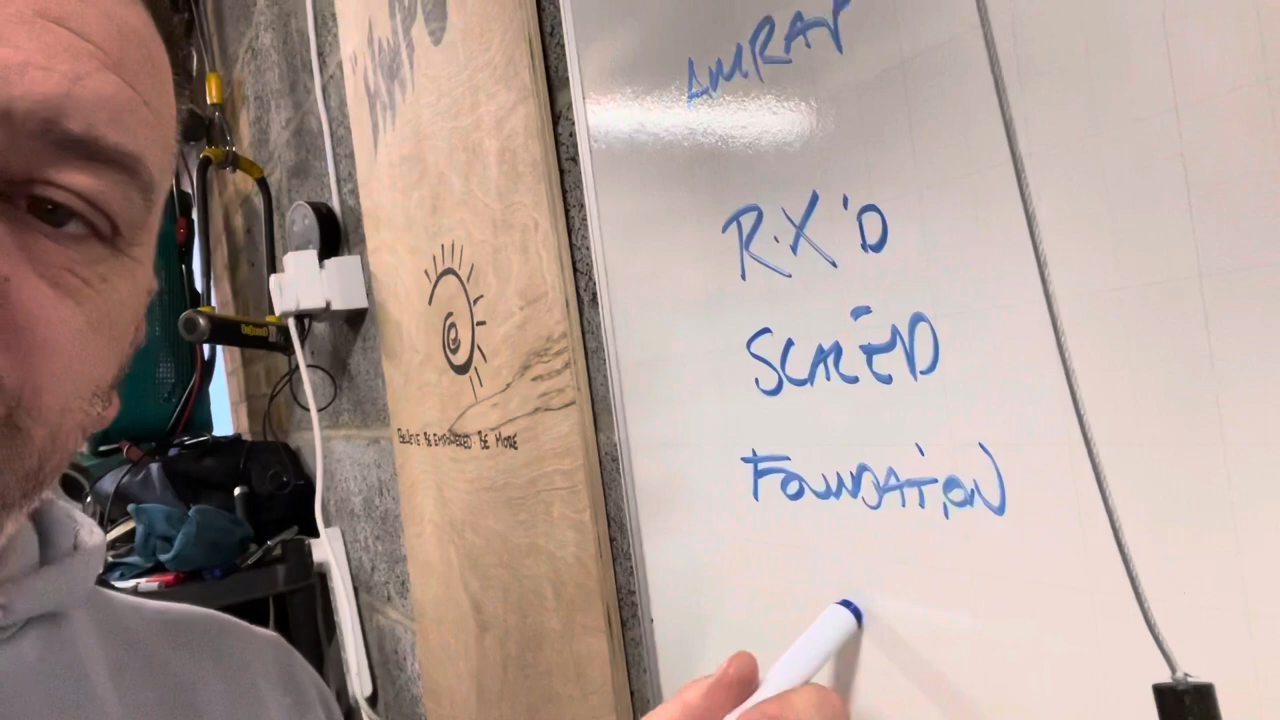 AMRAP
R.X'D
SCALED
FOUNDATION
BELIEVE. BE EMPOWERED. BE MORE